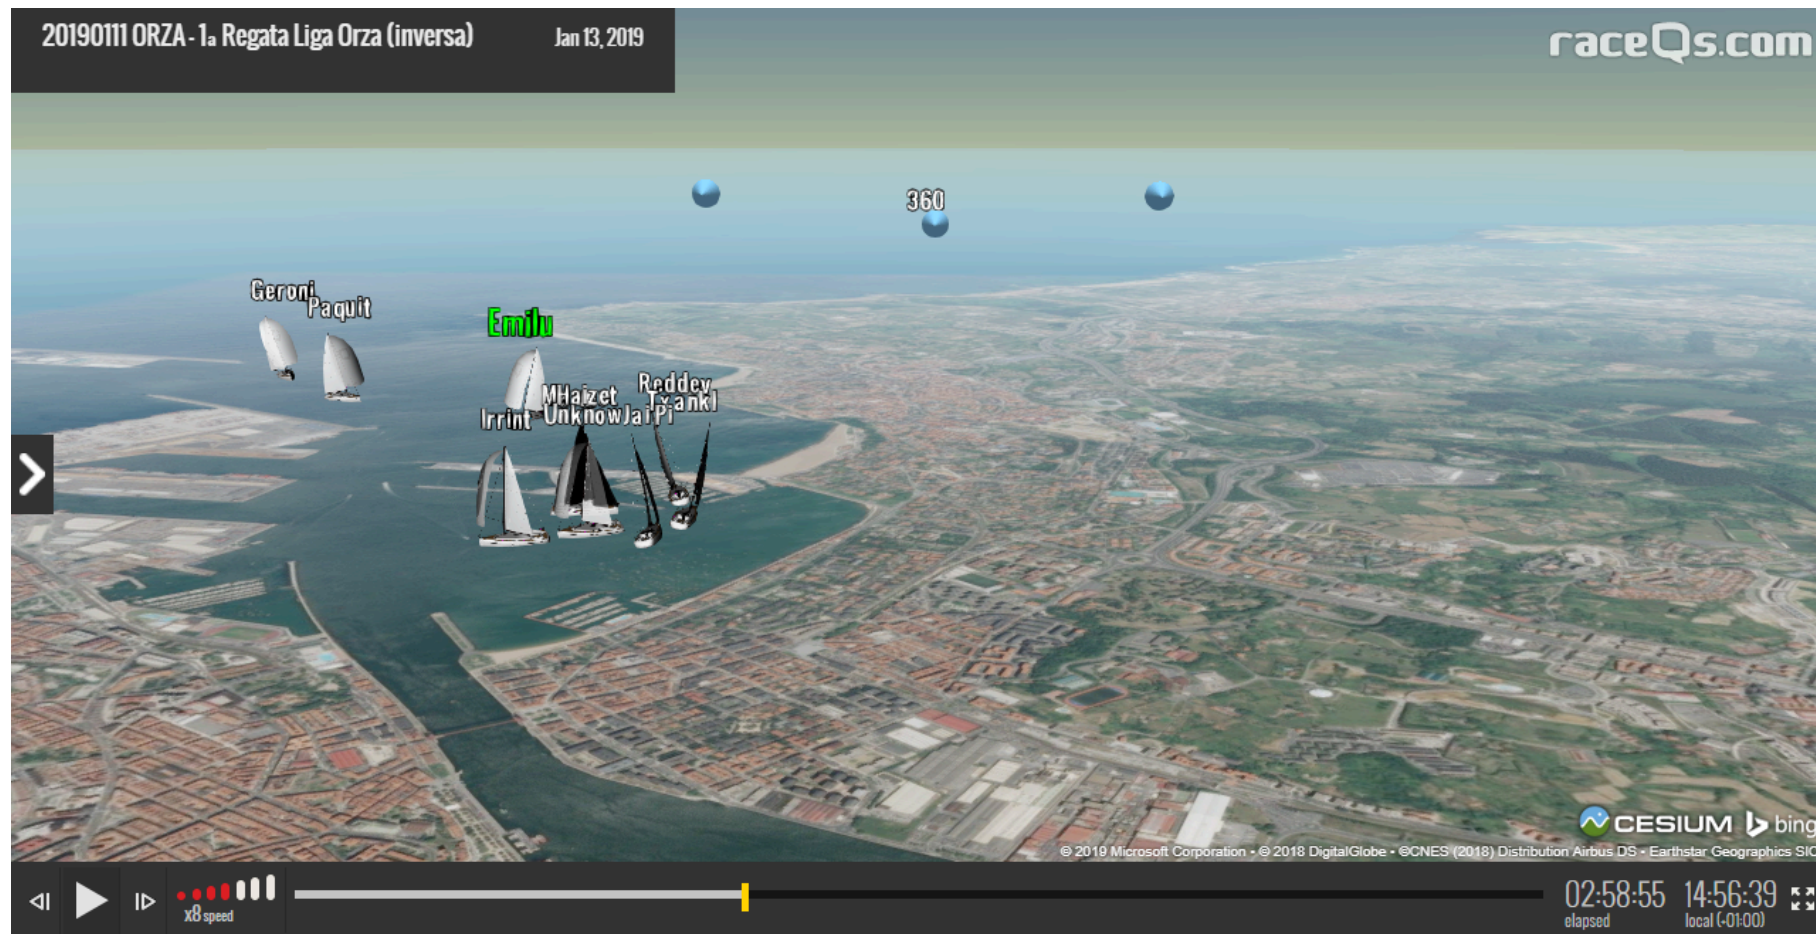 20190111 ORZA - 1a Regata Liga Orza (inversa) Jan 13, 2019
raceQs.com
360
Geroni
Paquit
Emilu
Reddev
MHaizet
Txankl
Irrint
Unknow
JaiPi
CESIUM bing
© 2019 Microsoft Corporation • © 2018 DigitalGlobe • ©CNES (2018) Distribution Airbus DS • Earthstar Geographics SIO
x8 speed
02:58:55 14:56:39
elapsed local (+01:00)